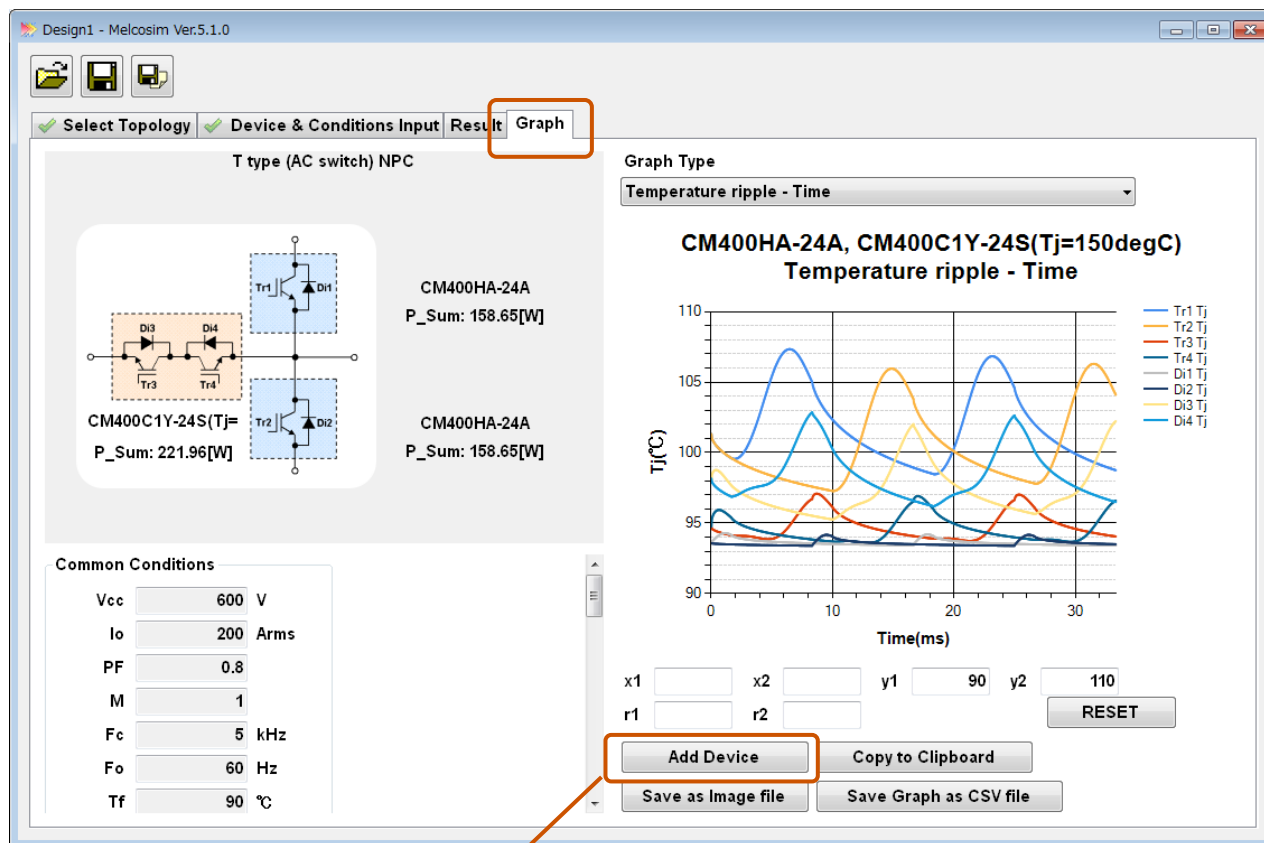 Design1 - Melcosim Ver.5.1.0
Select Topology Device & Conditions Input Result Graph
T type (AC switch) NPC
Tr1 Di1
Di3 Di4
Tr3 Tr4
Tr2 Di2
CM400HA-24A
P_Sum: 158.65[W]
CM400C1Y-24S(Tj=
P_Sum: 221.96[W]
CM400HA-24A
P_Sum: 158.65[W]
Common Conditions
Vcc 600 V
Io 200 Arms
PF 0.8
M 1
Fc 5 kHz
Fo 60 Hz
Tf 90 ℃
Graph Type
Temperature ripple - Time
CM400HA-24A, CM400C1Y-24S(Tj=150degC)
Temperature ripple - Time
Tj(℃)
110
105
100
95
90
0 10 20 30
Time(ms)
Tr1 Tj
Tr2 Tj
Tr3 Tj
Tr4 Tj
Di1 Tj
Di2 Tj
Di3 Tj
Di4 Tj
x1 x2 y1 90 y2 110
r1 r2 RESET
Add Device Copy to Clipboard
Save as Image file Save Graph as CSV file